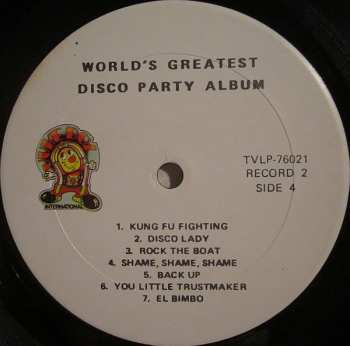 WORLD'S GREATEST
DISCO PARTY ALBUM
TVLP-76021
RECORD 2
SIDE 4
INTERNATIONAL
1. KUNG FU FIGHTING
2. DISCO LADY
3. ROCK THE BOAT
4. SHAME, SHAME, SHAME
5. BACK UP
6. YOU LITTLE TRUSTMAKER
7. EL BIMBO